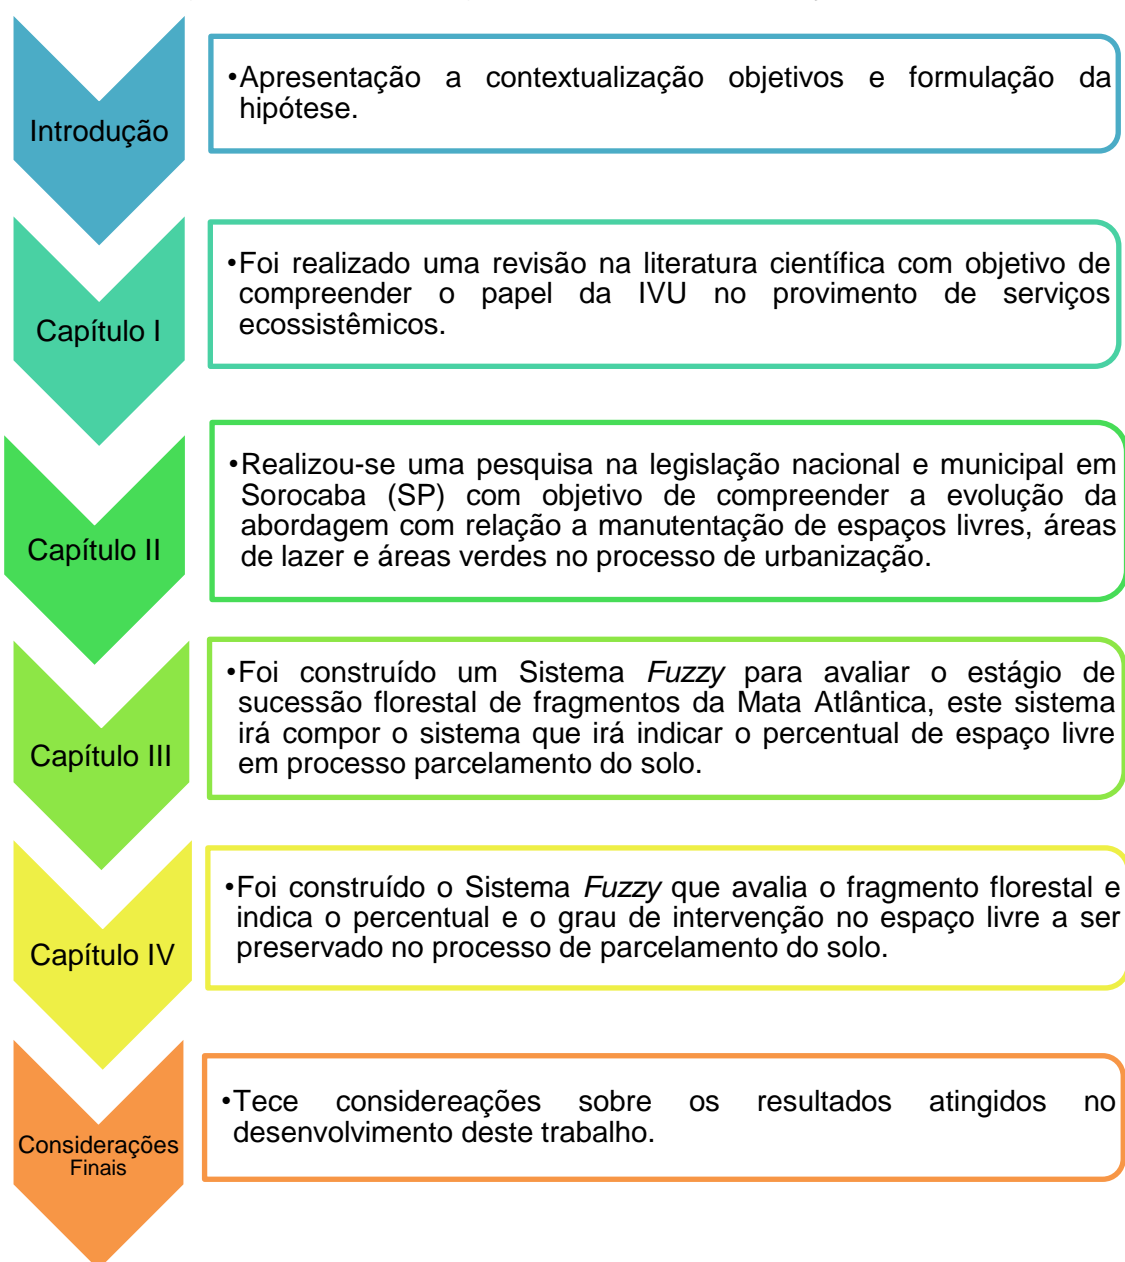 Introdução
•Apresentação a contextualização objetivos e formulação da
hipótese.
Capítulo I
•Foi realizado uma revisão na literatura científica com objetivo de
compreender o papel da IVU no provimento de serviços
ecossistêmicos.
Capítulo II
•Realizou-se uma pesquisa na legislação nacional e municipal em
Sorocaba (SP) com objetivo de compreender a evolução da
abordagem com relação a manutentação de espaços livres, áreas
de lazer e áreas verdes no processo de urbanização.
Capítulo III
•Foi construído um Sistema Fuzzy para avaliar o estágio de
sucessão florestal de fragmentos da Mata Atlântica, este sistema
irá compor o sistema que irá indicar o percentual de espaço livre
em processo parcelamento do solo.
Capítulo IV
•Foi construído o Sistema Fuzzy que avalia o fragmento florestal e
indica o percentual e o grau de intervenção no espaço livre a ser
preservado no processo de parcelamento do solo.
Considerações
Finais
•Tece considereações sobre os resultados atingidos no
desenvolvimento deste trabalho.